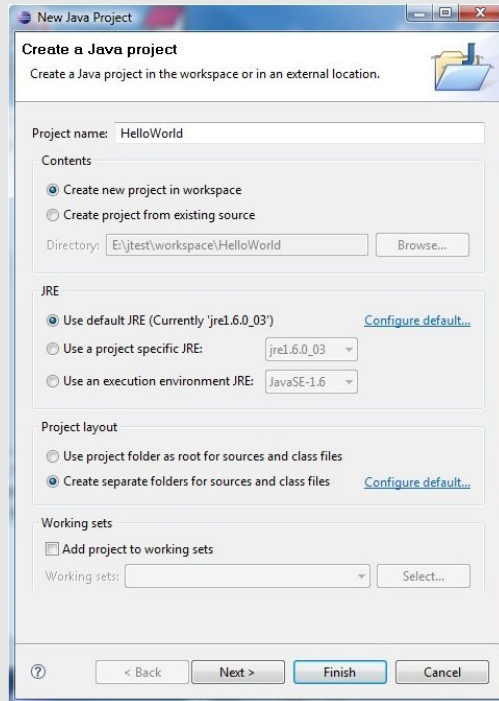 New Java Project
Create a Java project
Create a Java project in the workspace or in an external location.
Project name: HelloWorld
Contents
Create new project in workspace
Create project from existing source
Directory: E:\jtest\workspace\HelloWorld Browse...
JRE
Use default JRE (Currently 'jre1.6.0_03') Configure default...
Use a project specific JRE: jre1.6.0_03
Use an execution environment JRE: JavaSE-1.6
Project layout
Use project folder as root for sources and class files
Create separate folders for sources and class files Configure default...
Working sets
Add project to working sets
Working sets: Select...
? < Back Next > Finish Cancel